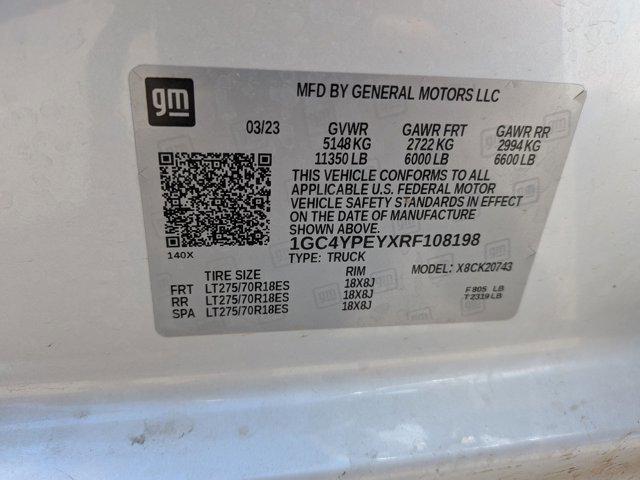 gm
MFD BY GENERAL MOTORS LLC
03/23 GVWR GAWR FRT GAWR RR
5148 KG 2722 KG 2994 KG
11350 LB 6000 LB 6600 LB
THIS VEHICLE CONFORMS TO ALL
APPLICABLE U.S. FEDERAL MOTOR
VEHICLE SAFETY STANDARDS IN EFFECT
ON THE DATE OF MANUFACTURE
SHOWN ABOVE.
1GC4YPEYXRF108198
140X
TYPE: TRUCK
TIRE SIZE RIM MODEL: X8CK20743
FRT LT275/70R18ES 18X8J
RR LT275/70R18ES 18X8J
SPA LT275/70R18ES 18X8J
F 805 LB
T 2319 LB